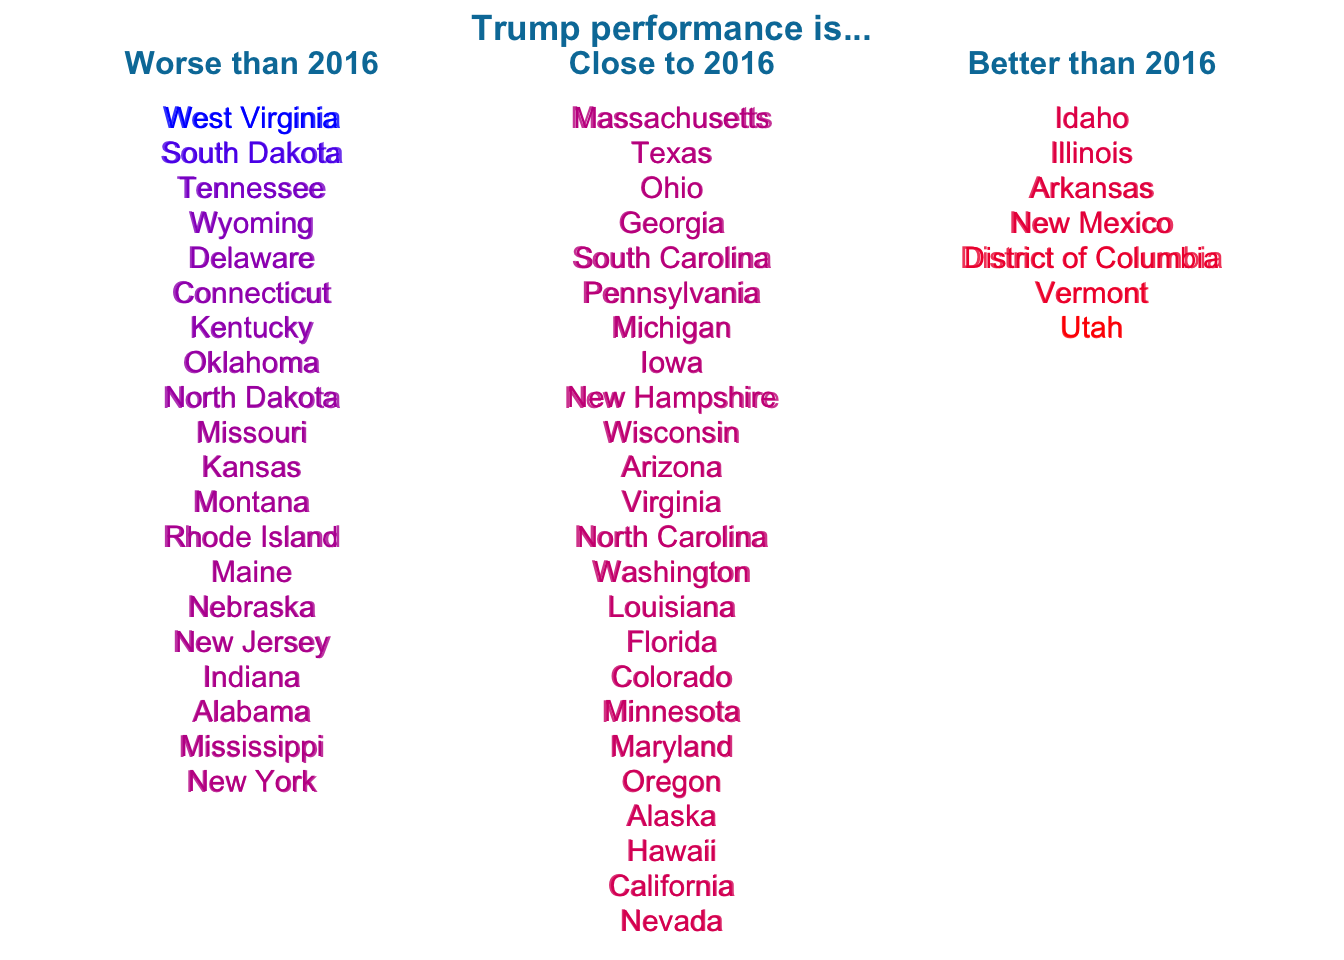 Trump performance is...
Worse than 2016
West Virginia
South Dakota
Tennessee
Wyoming
Delaware
Connecticut
Kentucky
Oklahoma
North Dakota
Missouri
Kansas
Montana
Rhode Island
Maine
Nebraska
New Jersey
Indiana
Alabama
Mississippi
New York
Close to 2016
Massachusetts
Texas
Ohio
Georgia
South Carolina
Pennsylvania
Michigan
Iowa
New Hampshire
Wisconsin
Arizona
Virginia
North Carolina
Washington
Louisiana
Florida
Colorado
Minnesota
Maryland
Oregon
Alaska
Hawaii
California
Nevada
Better than 2016
Idaho
Illinois
Arkansas
New Mexico
District of Columbia
Vermont
Utah